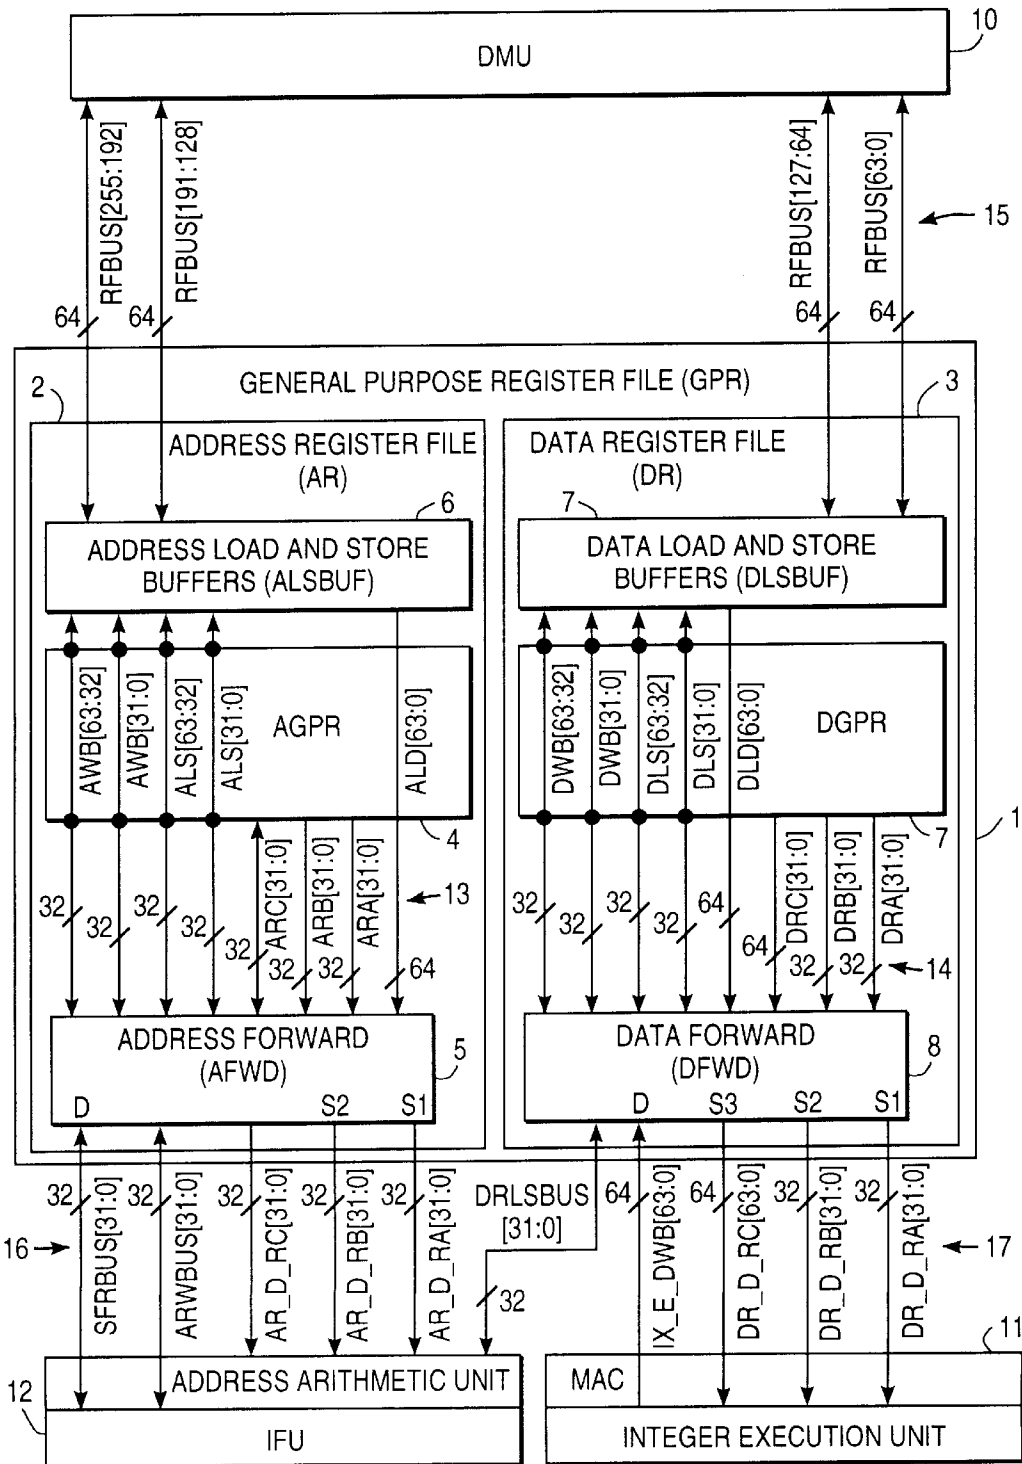 10
DMU
RFBUS[255:192]
RFBUS[191:128]
RFBUS[127:64]
RFBUS[63:0]
15
64
64
64
64
GENERAL PURPOSE REGISTER FILE (GPR)
2
3
ADDRESS REGISTER FILE
(AR)
DATA REGISTER FILE
(DR)
6
7
ADDRESS LOAD AND STORE
BUFFERS (ALSBUF)
DATA LOAD AND STORE
BUFFERS (DLSBUF)
AWB[63:32]
AWB[31:0]
ALS[63:32]
ALS[31:0]
AGPR
ALD[63:0]
DWB[63:32]
DWB[31:0]
DLS[63:32]
DLS[31:0]
DLD[63:0]
DGPR
4
7
1
ARC[31:0]
ARB[31:0]
ARA[31:0]
13
DRC[31:0]
DRB[31:0]
DRA[31:0]
14
32
32
32
32
32
32
32
64
32
32
32
32
64
64
32
32
ADDRESS FORWARD
(AFWD)
5
D
S2
S1
DATA FORWARD
(DFWD)
8
D
S3
S2
S1
32
32
32
32
32
DRLSBUS
[31:0]
64
64
32
32
16
SFRBUS[31:0]
ARWBUS[31:0]
AR_D_RC[31:0]
AR_D_RB[31:0]
AR_D_RA[31:0]
32
IX_E_DWB[63:0]
DR_D_RC[63:0]
DR_D_RB[31:0]
DR_D_RA[31:0]
17
11
12
ADDRESS ARITHMETIC UNIT
IFU
MAC
INTEGER EXECUTION UNIT